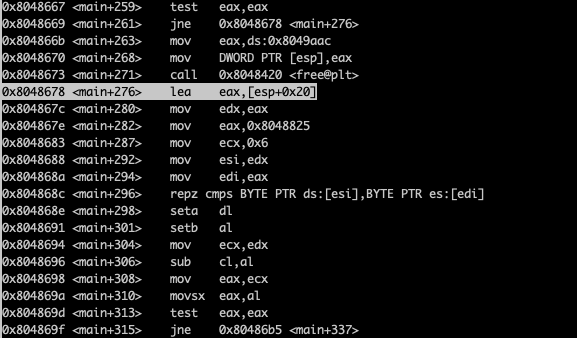 0x8048667 <main+259>    test   eax,eax
0x8048669 <main+261>    jne    0x8048678 <main+276>
0x804866b <main+263>    mov    eax,ds:0x8049aac
0x8048670 <main+268>    mov    DWORD PTR [esp],eax
0x8048673 <main+271>    call   0x8048420 <free@plt>
0x8048678 <main+276>    lea    eax,[esp+0x20]
0x804867c <main+280>    mov    edx,eax
0x804867e <main+282>    mov    eax,0x8048825
0x8048683 <main+287>    mov    ecx,0x6
0x8048688 <main+292>    mov    esi,edx
0x804868a <main+294>    mov    edi,eax
0x804868c <main+296>    repz cmps BYTE PTR ds:[esi],BYTE PTR es:[edi]
0x804868e <main+298>    seta   dl
0x8048691 <main+301>    setb   al
0x8048694 <main+304>    mov    ecx,edx
0x8048696 <main+306>    sub    cl,al
0x8048698 <main+308>    mov    eax,ecx
0x804869a <main+310>    movsx  eax,al
0x804869d <main+313>    test   eax,eax
0x804869f <main+315>    jne    0x80486b5 <main+337>